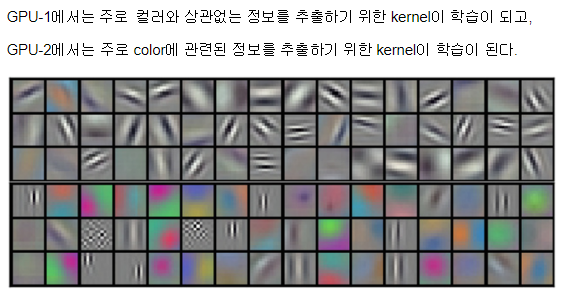 GPU-1에서는 주로 컬러와 상관없는 정보를 추출하기 위한 kernel이 학습이 되고,
GPU-2에서는 주로 color에 관련된 정보를 추출하기 위한 kernel이 학습이 된다.